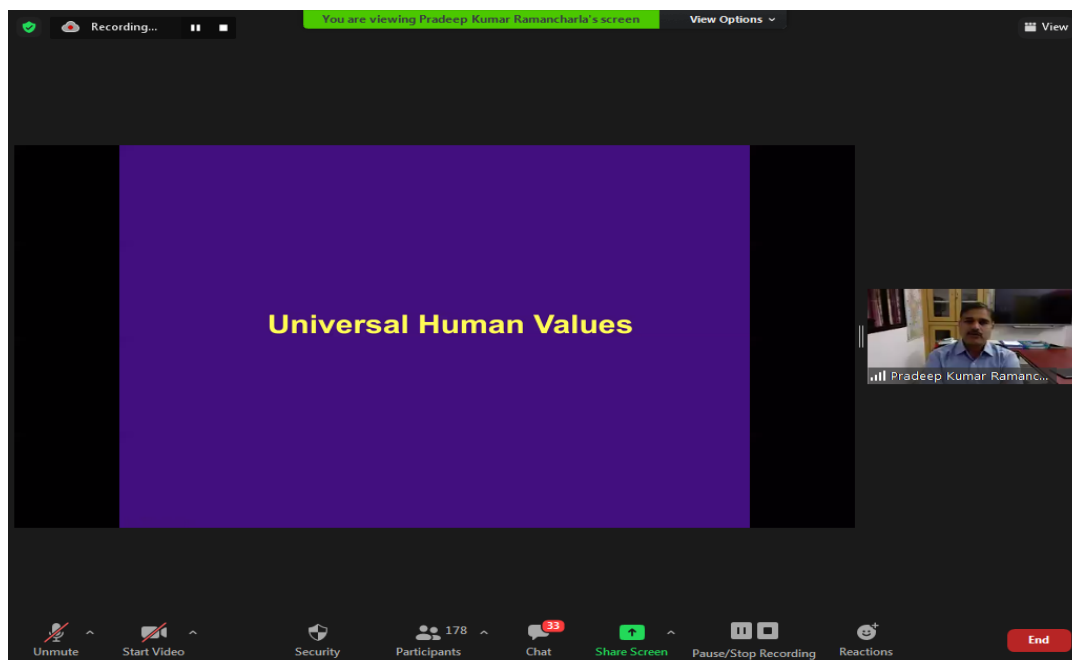 Recording...
You are viewing Pradeep Kumar Ramancharla's screen
View Options
View
Universal Human Values
Pradeep Kumar Ramanc...
178
33
Unmute
Start Video
Security
Participants
Chat
Share Screen
Pause/Stop Recording
Reactions
End